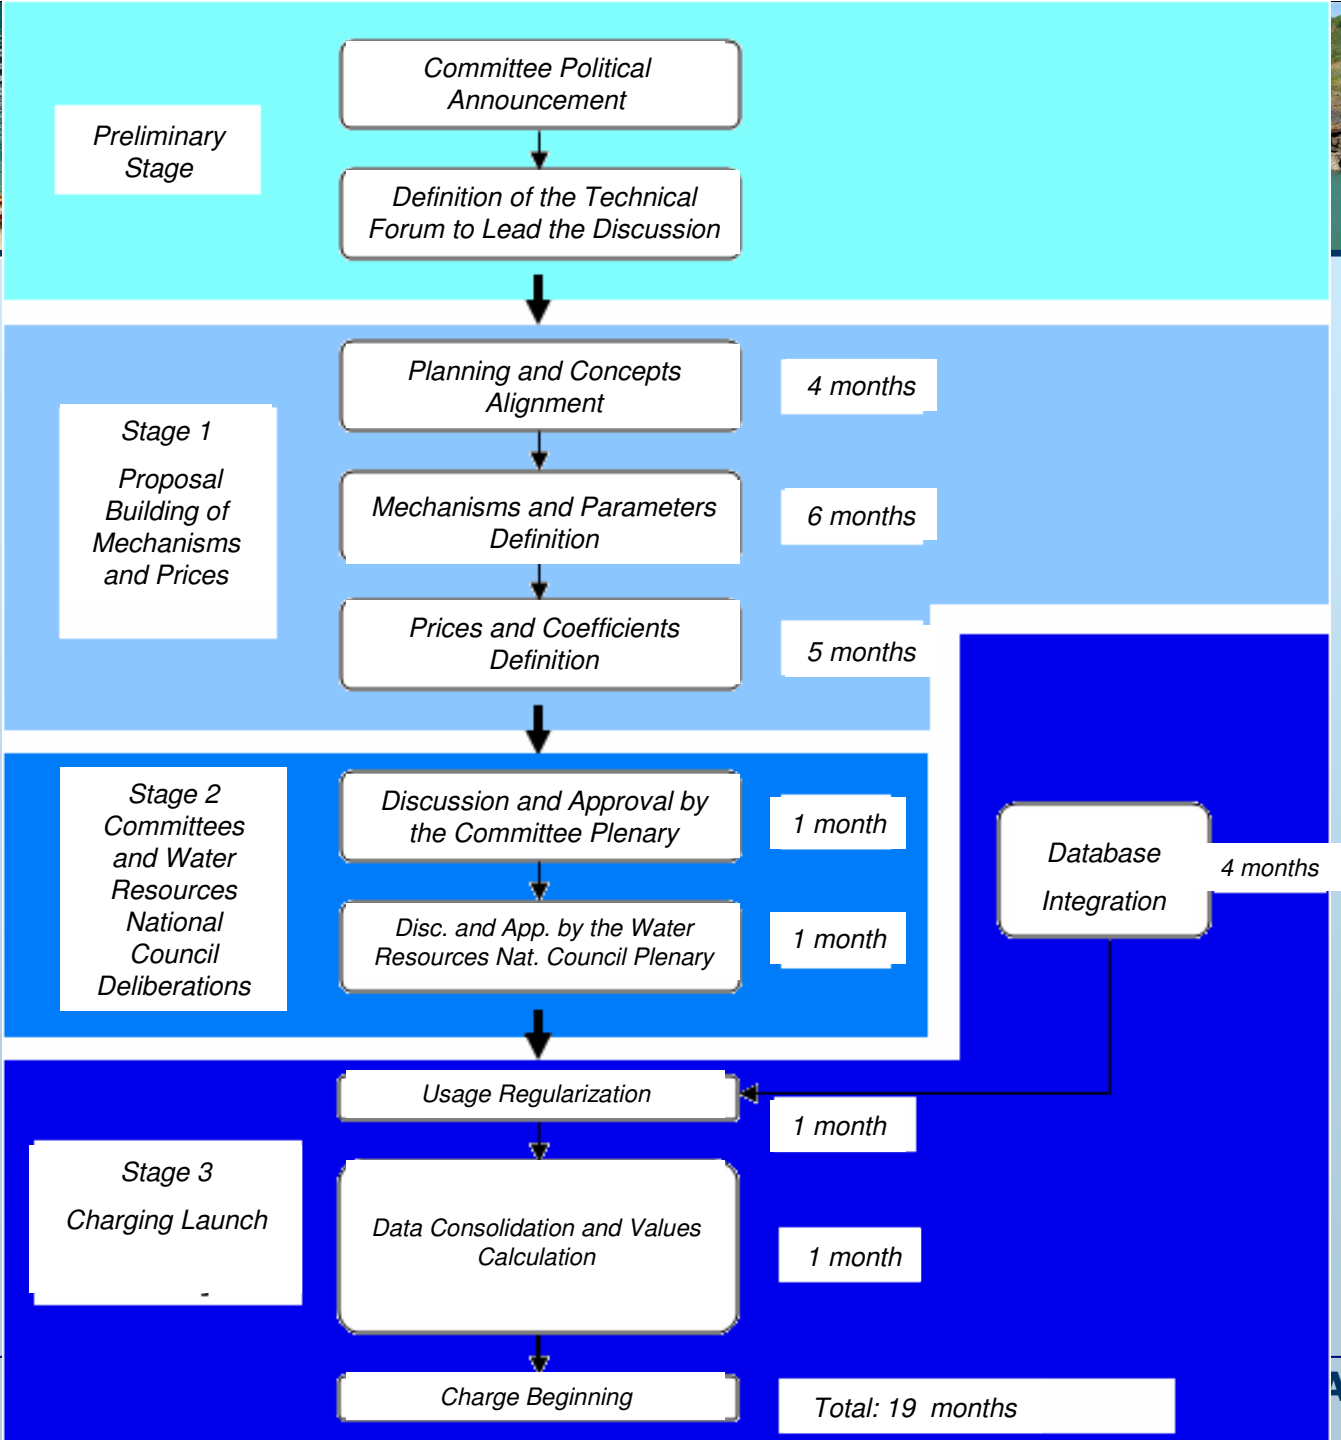 Committee Political
Announcement
Preliminary
Stage
Definition of the Technical
Forum to Lead the Discussion
Planning and Concepts
Alignment
4 months
Stage 1
Proposal
Building of
Mechanisms
and Prices
Mechanisms and Parameters
Definition
6 months
Prices and Coefficients
Definition
5 months
Stage 2
Committees
and Water
Resources
National
Council
Deliberations
Discussion and Approval by
the Committee Plenary
1 month
Disc. and App. by the Water
Resources Nat. Council Plenary
1 month
Database
Integration
4 months
Usage Regularization
1 month
Stage 3
Charging Launch
Data Consolidation and Values
Calculation
1 month
Charge Beginning
Total: 19 months